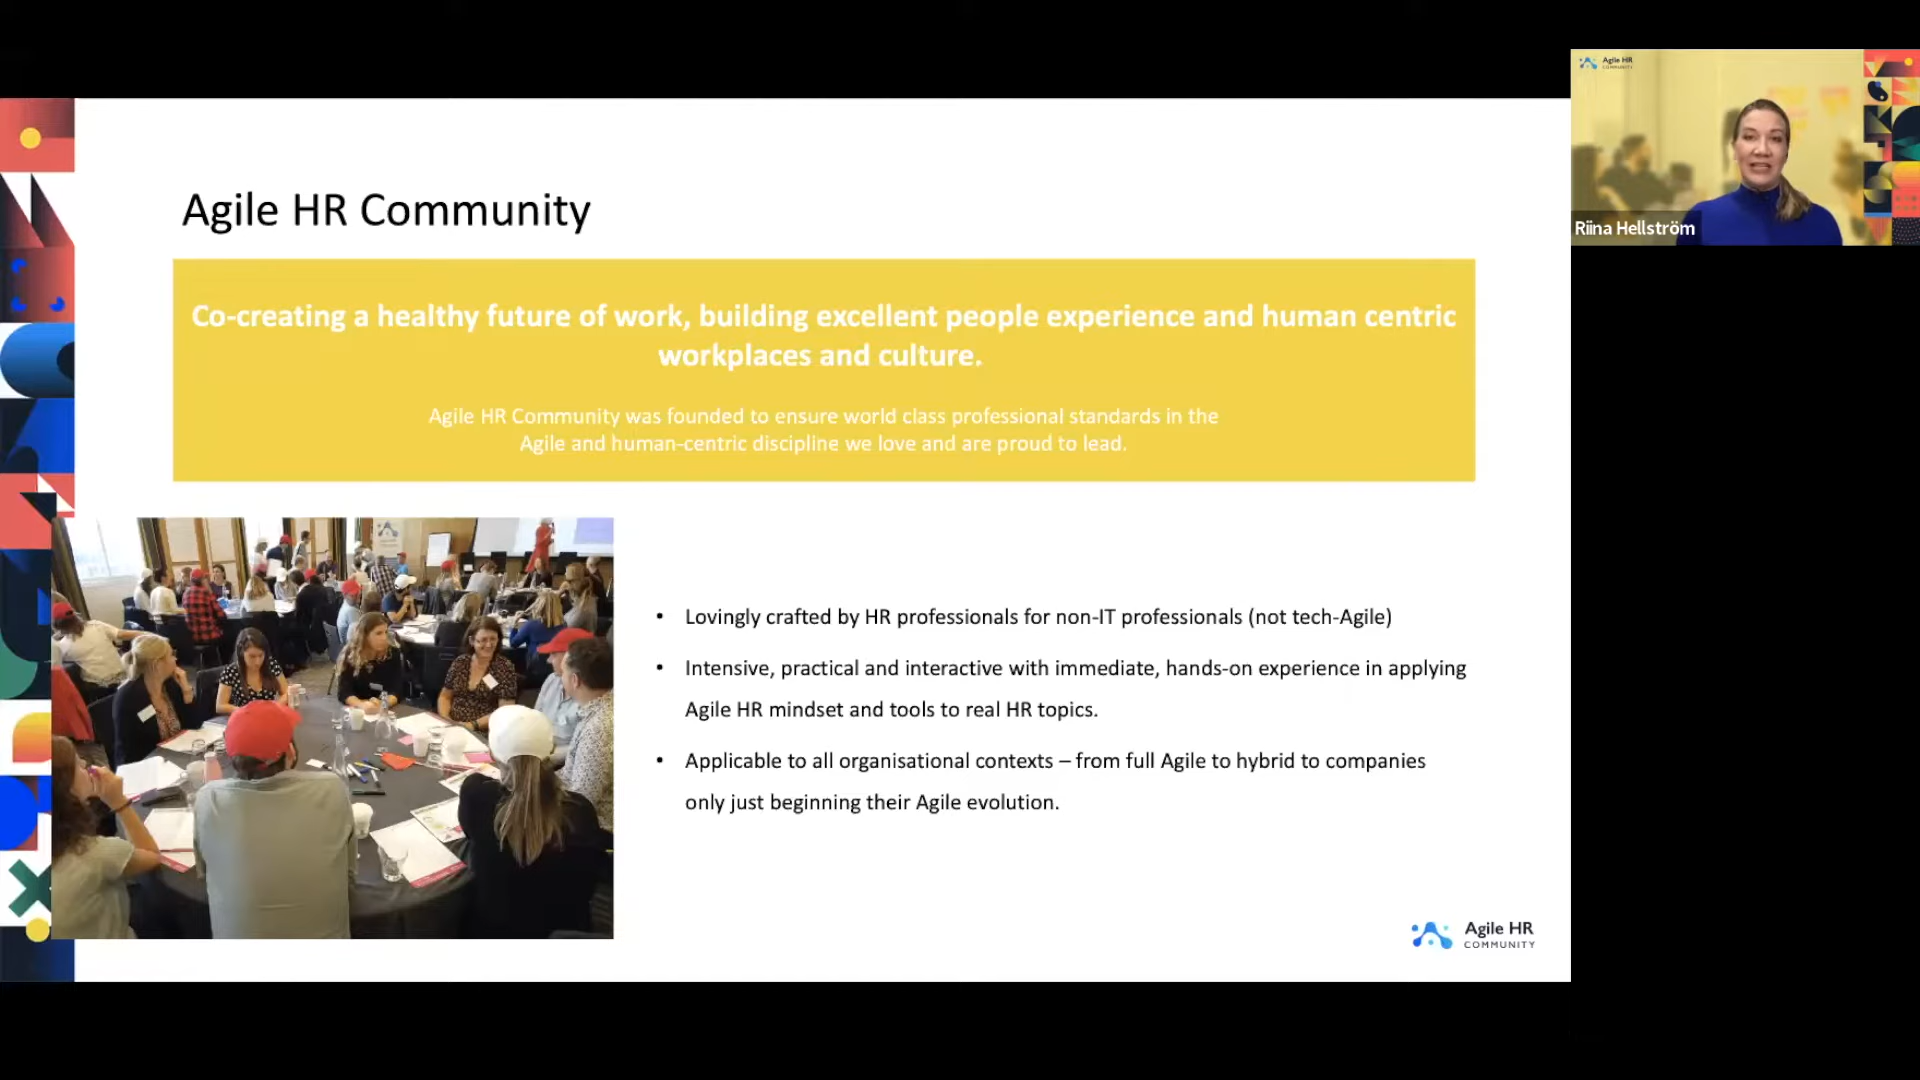 Agile HR Community
Co-creating a healthy future of work, building excellent people experience and human centric
workplaces and culture.
Agile HR Community was founded to ensure world class professional standards in the
Agile and human-centric discipline we love and are proud to lead.
• Lovingly crafted by HR professionals for non-IT professionals (not tech-Agile)
• Intensive, practical and interactive with immediate, hands-on experience in applying
Agile HR mindset and tools to real HR topics.
• Applicable to all organisational contexts – from full Agile to hybrid to companies
only just beginning their Agile evolution.
Agile HR
COMMUNITY
Agile HR
COMMUNITY
Riina Hellström